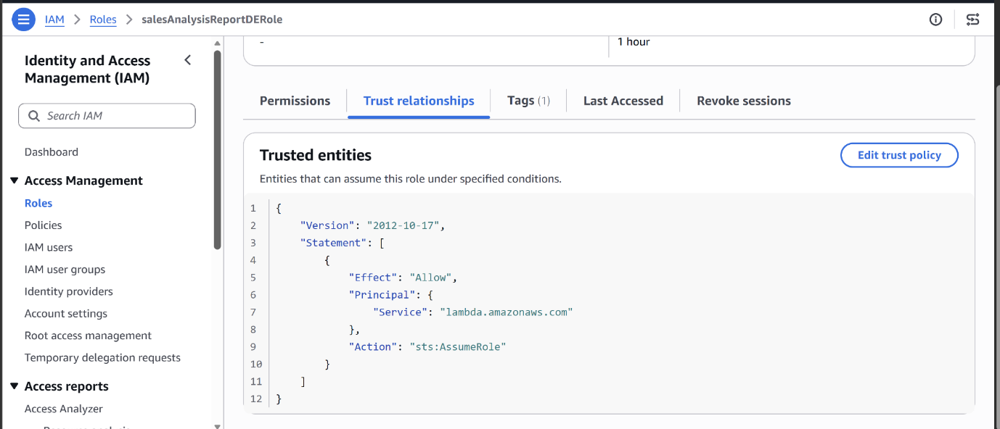 IAM > Roles > salesAnalysisReportDERole
Identity and Access
Management (IAM)
Search IAM
Dashboard
Access Management
Roles
Policies
IAM users
IAM user groups
Identity providers
Account settings
Root access management
Temporary delegation requests
Access reports
Access Analyzer
-
1 hour
Permissions
Trust relationships
Tags (1)
Last Accessed
Revoke sessions
Trusted entities
Edit trust policy
Entities that can assume this role under specified conditions.
1 {
2     "Version": "2012-10-17",
3     "Statement": [
4         {
5             "Effect": "Allow",
6             "Principal": {
7                 "Service": "lambda.amazonaws.com"
8             },
9             "Action": "sts:AssumeRole"
10         }
11     ]
12 }